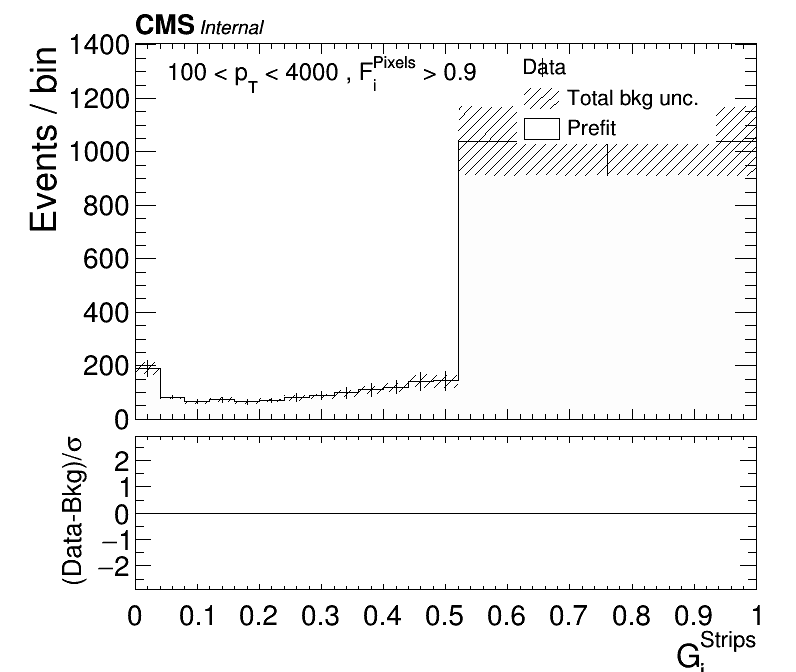 CMS Internal
Events / bin
1400
1200
1000
800
600
400
200
0
100 < p_T < 4000 , F_i^Pixels > 0.9
Data
Total bkg unc.
Prefit
(Data-Bkg)/σ
2
1
0
−1
−2
0 0.1 0.2 0.3 0.4 0.5 0.6 0.7 0.8 0.9 1
G_i^Strips